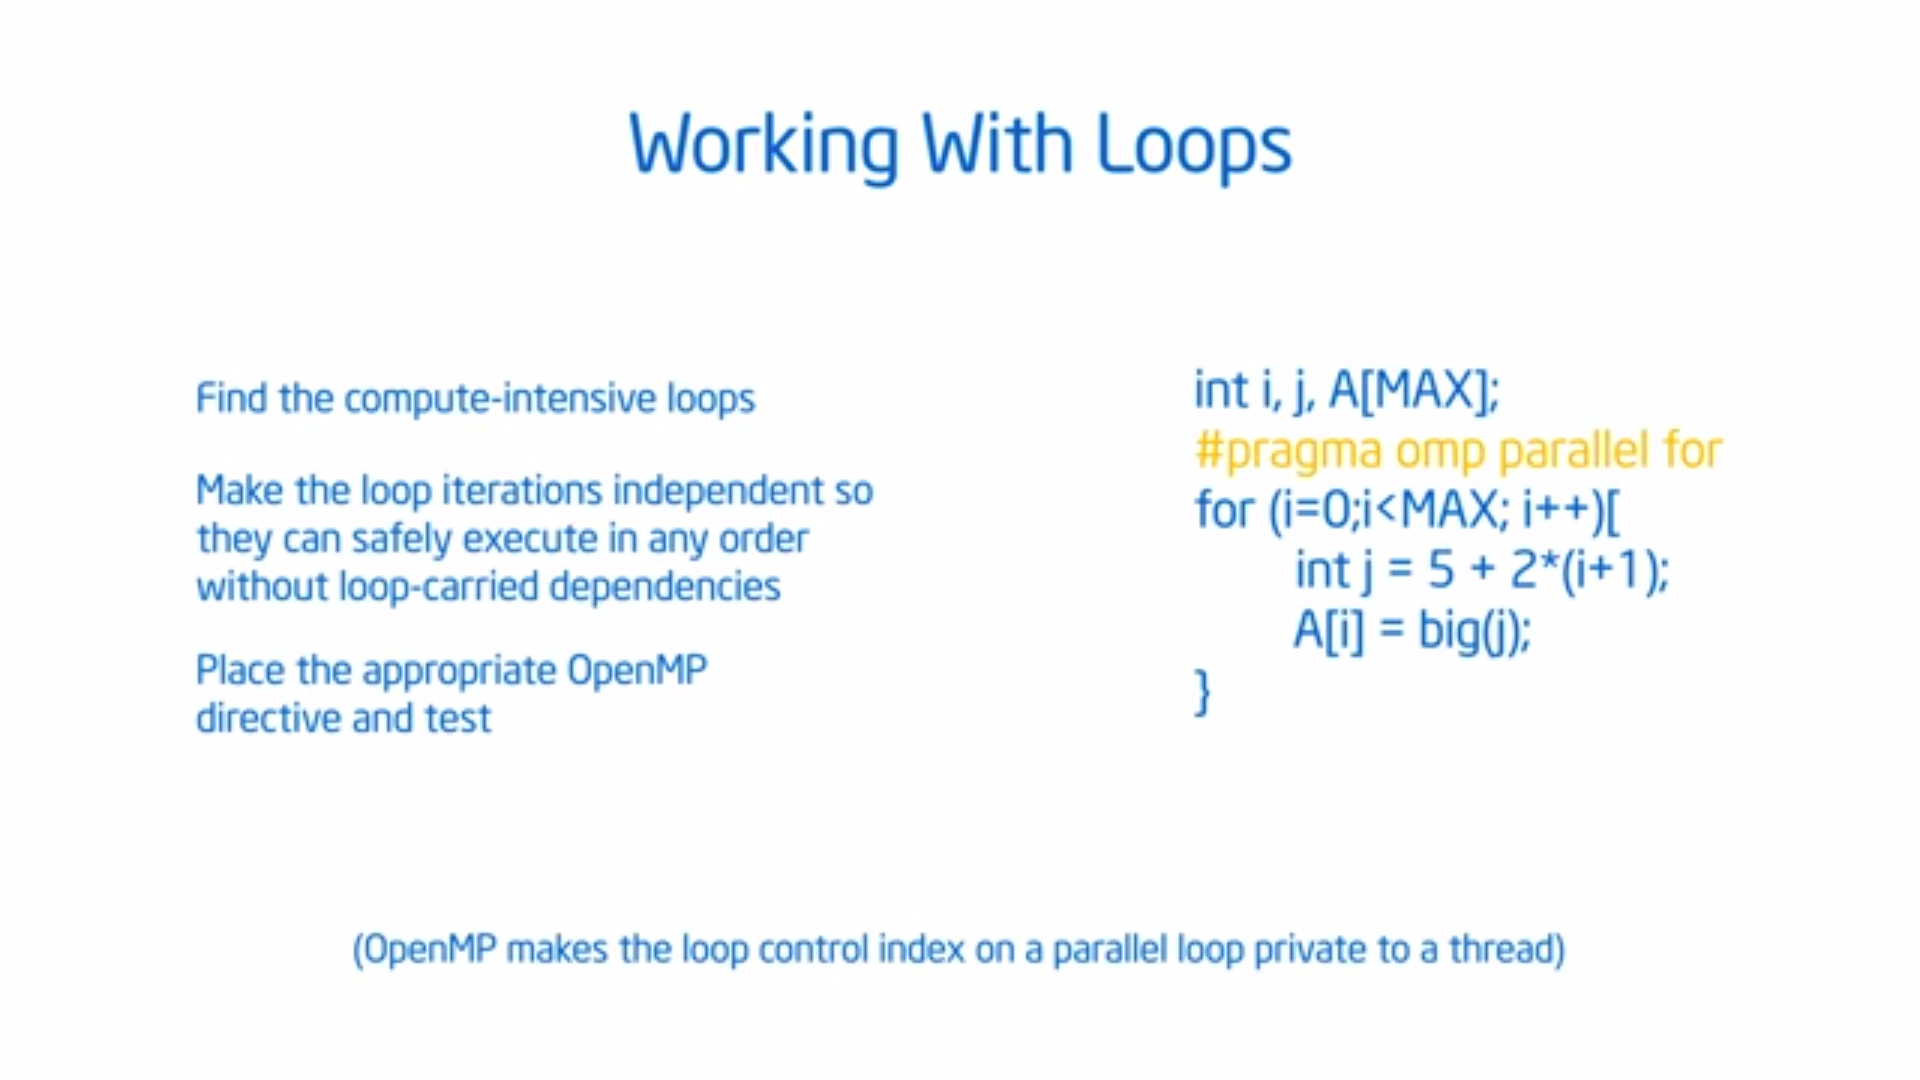 Working With Loops
Find the compute-intensive loops
Make the loop iterations independent so
they can safely execute in any order
without loop-carried dependencies
Place the appropriate OpenMP
directive and test
int i, j, A[MAX];
#pragma omp parallel for
for (i=0;i<MAX; i++)[
int j = 5 + 2*(i+1);
A[i] = big(j);
}
(OpenMP makes the loop control index on a parallel loop private to a thread)